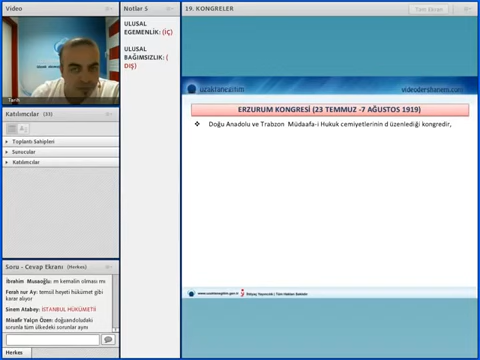 Video
Tarih
Katılımcılar (33)
Toplantı Sahipleri
Sunucular
Katılımcılar
Soru - Cevap Ekranı (Herkes)
İbrahim Musaoğlu: m kemalin olması mı
Ferah nur Ay: temsil heyeti hükümet gibi
karar alıyor
Sinem Atabey: İSTANBUL HÜKÜMETİİ
Misafir Yalçın Özen: doğuandoludaki
sorunla tüm ülkedeki sorunlar aynı
Herkes
Notlar 5
ULUSAL
EGEMENLİK: (İÇ)
ULUSAL
BAĞIMSIZLIK: (
DIŞ)
19. KONGRELER
Tam Ekran
uzaktanegitim
videodershanem.com
ERZURUM KONGRESİ (23 TEMMUZ -7 AĞUSTOS 1919)
Doğu Anadolu ve Trabzon Müdaafa-i Hukuk cemiyetlerinin düzenlediği kongredir,